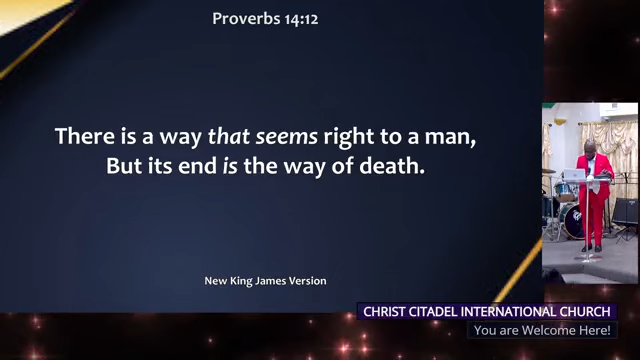 Proverbs 14:12
There is a way that seems right to a man,
But its end is the way of death.
New King James Version
CHRIST CITADEL INTERNATIONAL CHURCH
You are Welcome Here!